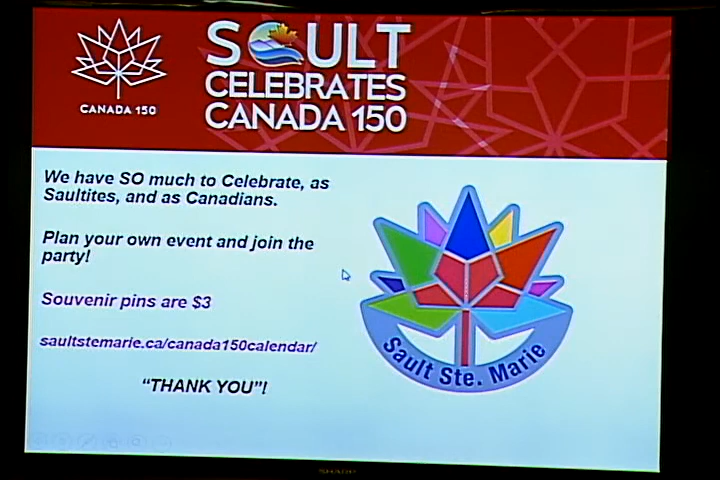 CANADA 150
SAULT
CELEBRATES
CANADA 150
We have SO much to Celebrate, as
Saultites, and as Canadians.
Plan your own event and join the
party!
Souvenir pins are $3
saultstemarie.ca/canada150calendar/
“THANK YOU”!
Sault Ste. Marie
SHARP